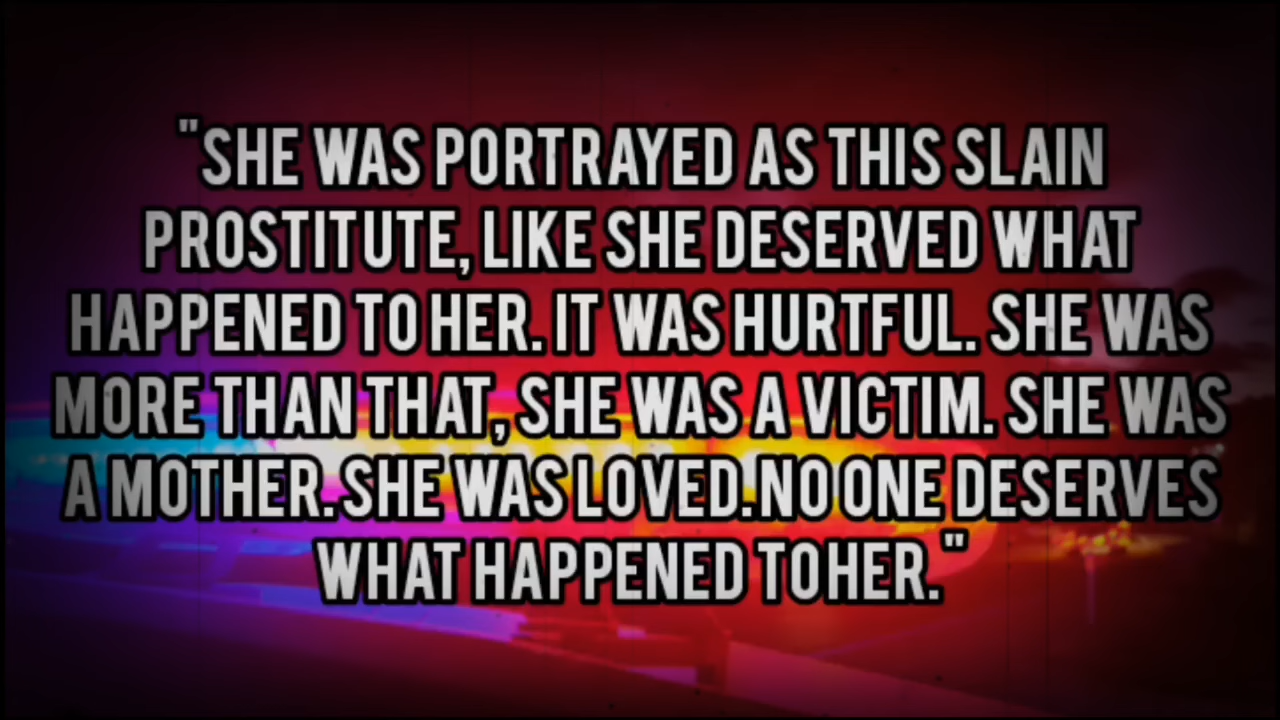 "SHE WAS PORTRAYED AS THIS SLAIN
PROSTITUTE, LIKE SHE DESERVED WHAT
HAPPENED TO HER. IT WAS HURTFUL. SHE WAS
MORE THAN THAT, SHE WAS A VICTIM. SHE WAS
A MOTHER. SHE WAS LOVED. NO ONE DESERVES
WHAT HAPPENED TO HER."